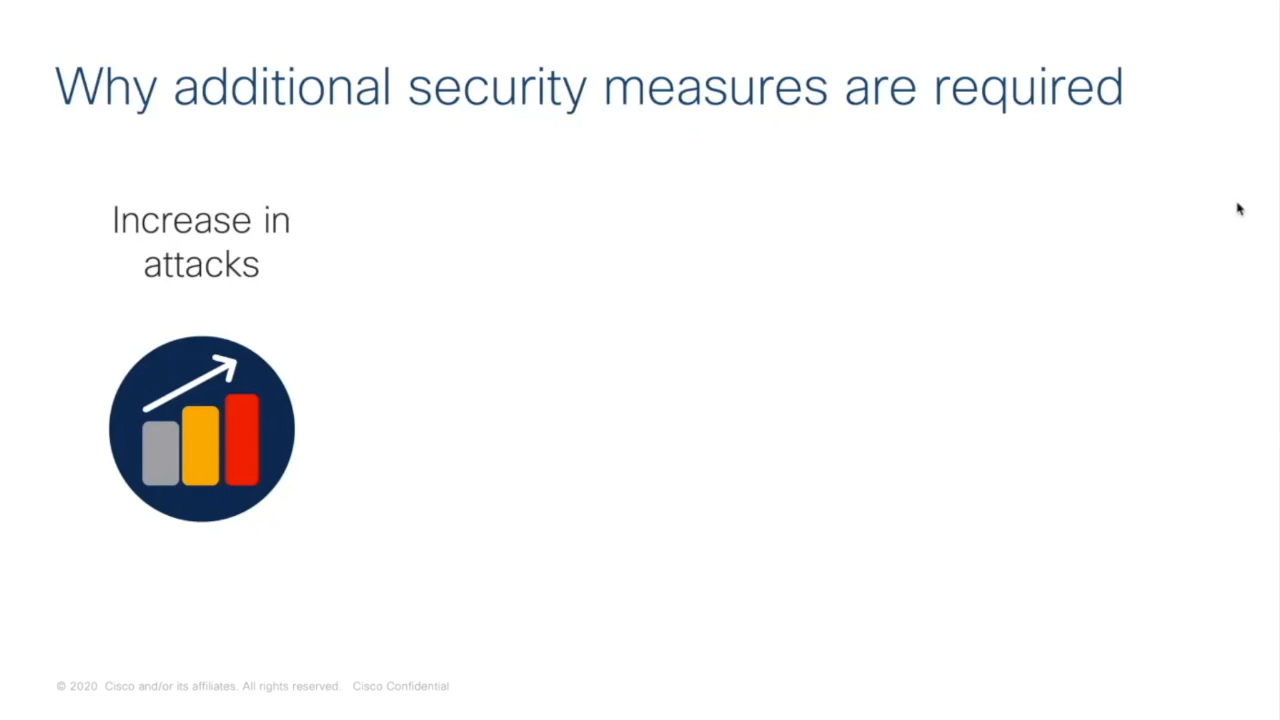 Why additional security measures are required
Increase in
attacks
© 2020 Cisco and/or its affiliates. All rights reserved. Cisco Confidential